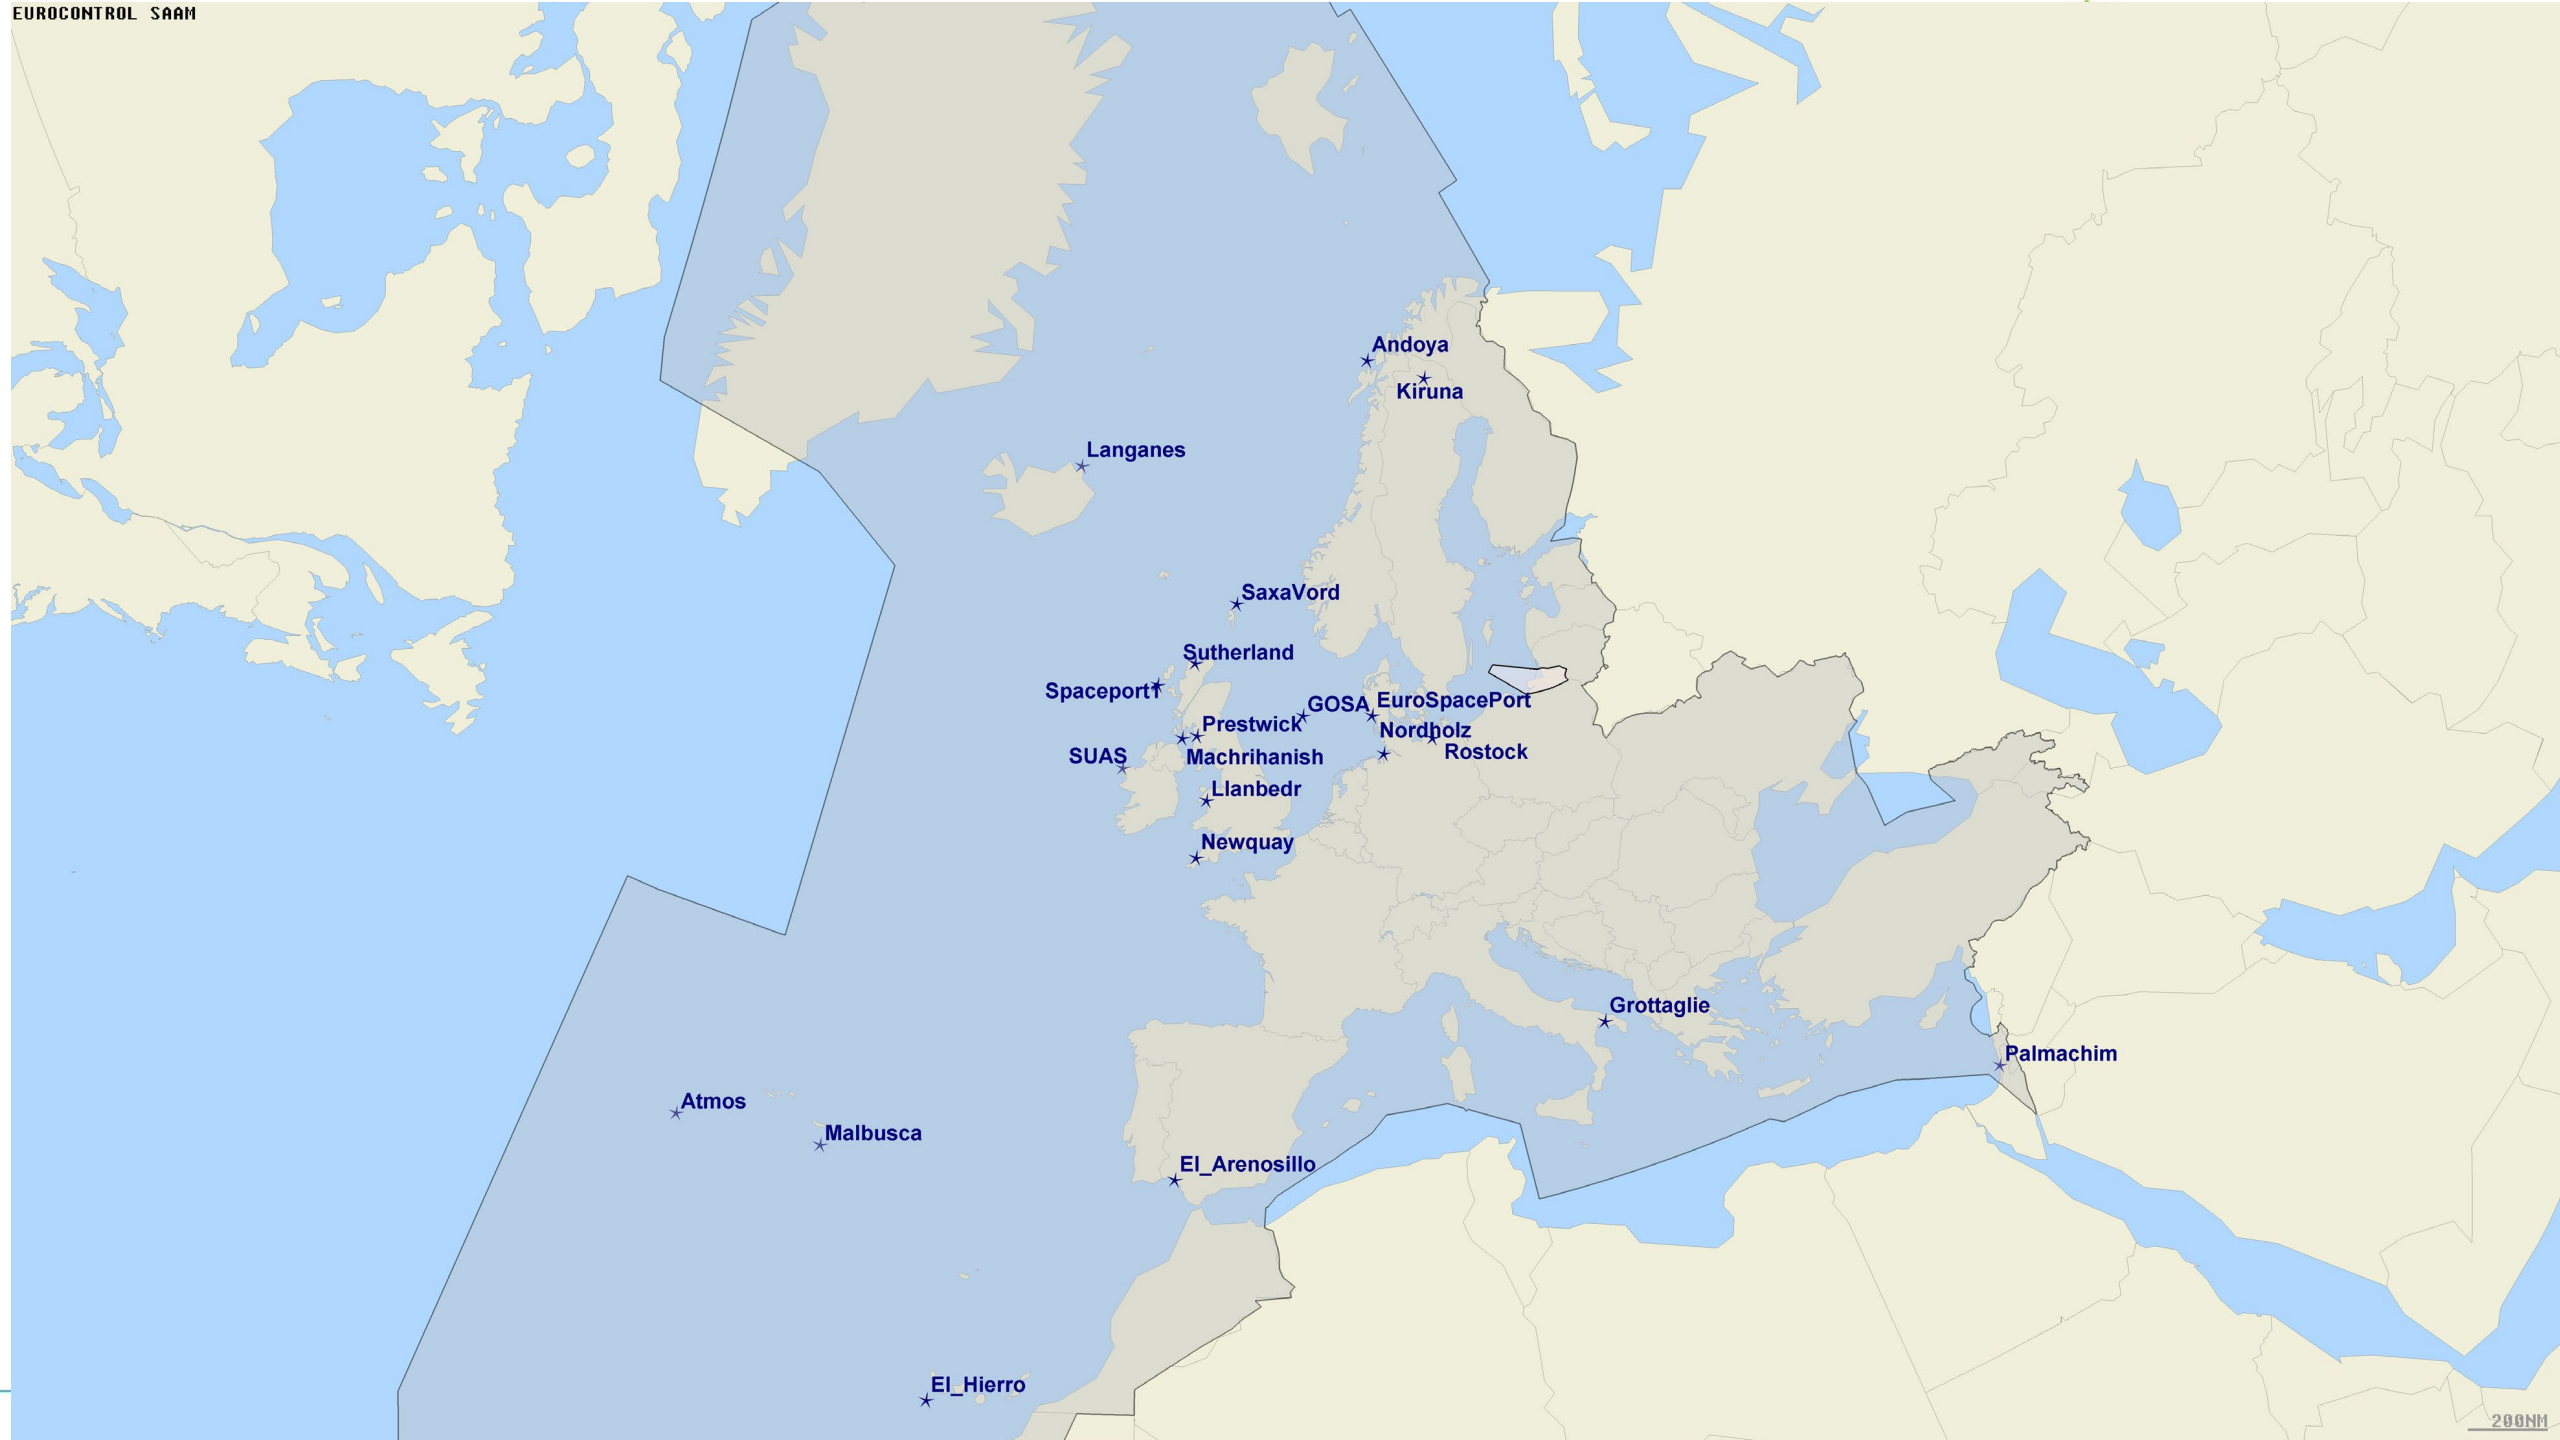 EUROCONTROL SAAM
Andoya
Kiruna
Langanes
SaxaVord
Sutherland
Spaceport1
GOSA
EuroSpacePort
Prestwick
Nordholz
Machrihanish
Rostock
SUAS
Llanbedr
Newquay
Grottaglie
Palmachim
Atmos
Malbusca
El_Arenosillo
El_Hierro
200NM